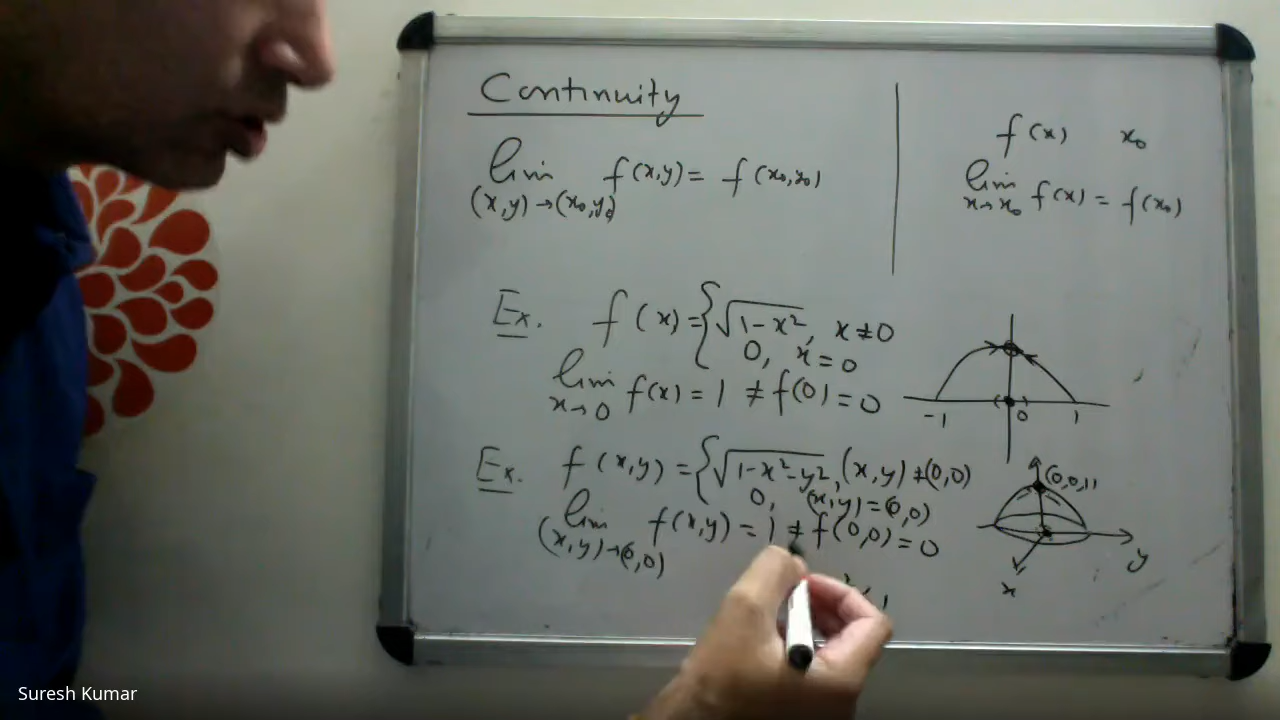 Continuity
lim f(x,y) = f(x₀,y₀)
(x,y)→(x₀,y₀)
f(x) x₀
lim f(x) = f(x₀)
x→x₀
Ex. f(x) = { √1-x², x≠0
0, x=0
lim f(x) = 1 ≠ f(0) = 0
x→0
-1 0 1
Ex. f(x,y) = { √1-x²-y², (x,y)≠(0,0)
0, (x,y)=(0,0)
lim f(x,y) = 1 ≠ f(0,0) = 0
(x,y)→(0,0)
(0,0,1)
y
x
Suresh Kumar